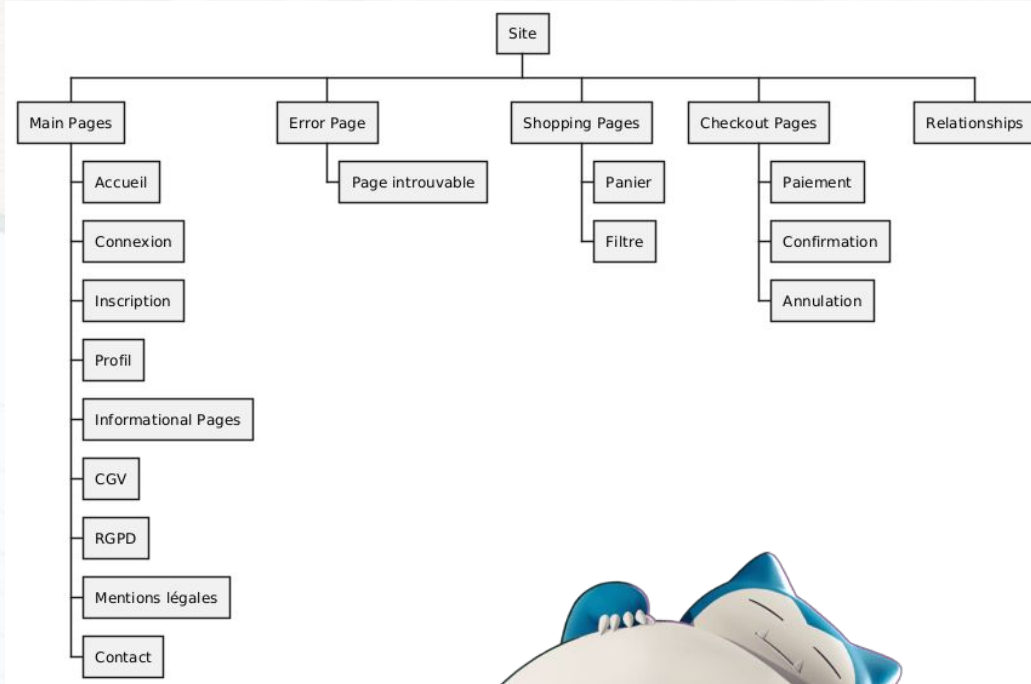 Site
Main Pages
Error Page
Shopping Pages
Checkout Pages
Relationships
Accueil
Page introuvable
Panier
Paiement
Connexion
Filtre
Confirmation
Inscription
Annulation
Profil
Informational Pages
CGV
RGPD
Mentions légales
Contact